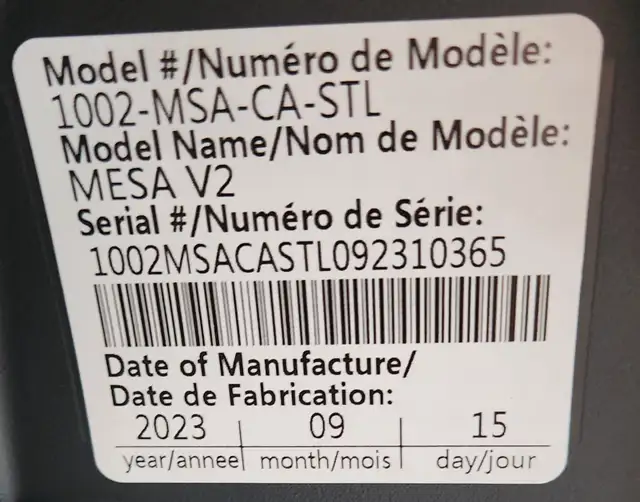 Model #/Numéro de Modèle:
1002-MSA-CA-STL
Model Name/Nom de Modèle:
MESA V2
Serial #/Numéro de Série:
1002MSACASTL092310365
Date of Manufacture/
Date de Fabrication:
2023 | 09 | 15
year/annee| month/mois | day/jour